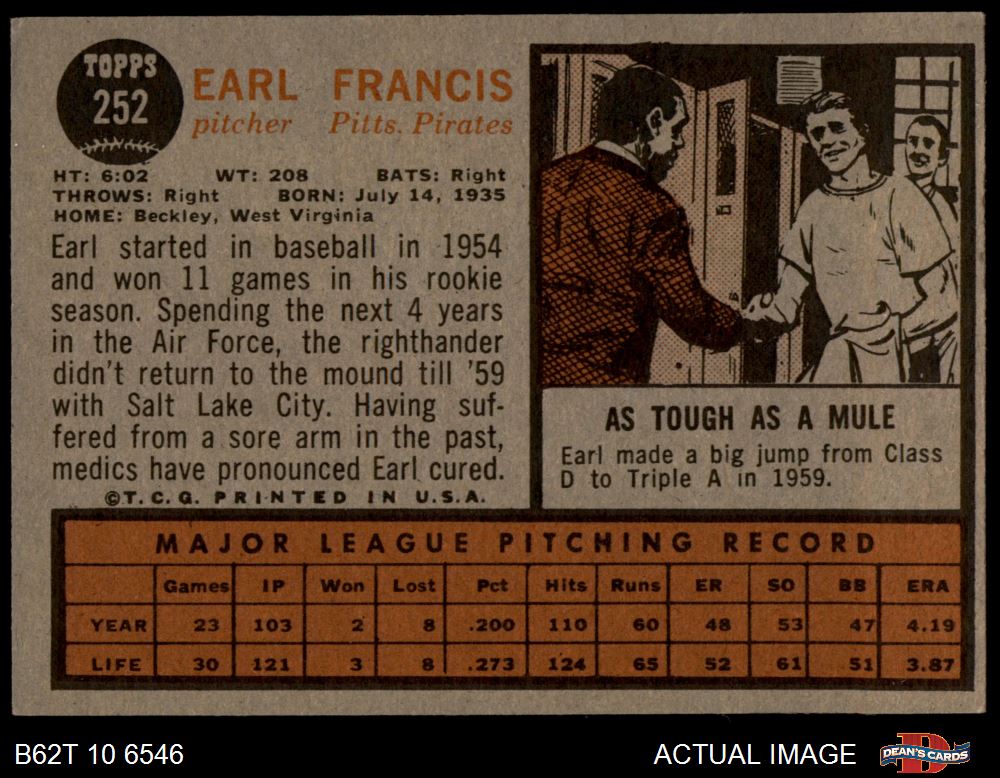 TOPPS
252
EARL FRANCIS
pitcher Pitts. Pirates
HT: 6:02 WT: 208 BATS: Right
THROWS: Right BORN: July 14, 1935
HOME: Beckley, West Virginia
Earl started in baseball in 1954
and won 11 games in his rookie
season. Spending the next 4 years
in the Air Force, the righthander
didn't return to the mound till '59
with Salt Lake City. Having suf-
fered from a sore arm in the past,
medics have pronounced Earl cured.
©T.C.G. PRINTED IN U.S.A.
AS TOUGH AS A MULE
Earl made a big jump from Class
D to Triple A in 1959.
MAJOR LEAGUE PITCHING RECORD
Games IP Won Lost Pct Hits Runs ER SO BB ERA
YEAR 23 103 2 8 .200 110 60 48 53 47 4.19
LIFE 30 121 3 8 .273 124 65 52 61 51 3.87
B62T 10 6546 ACTUAL IMAGE DEAN'S CARDS